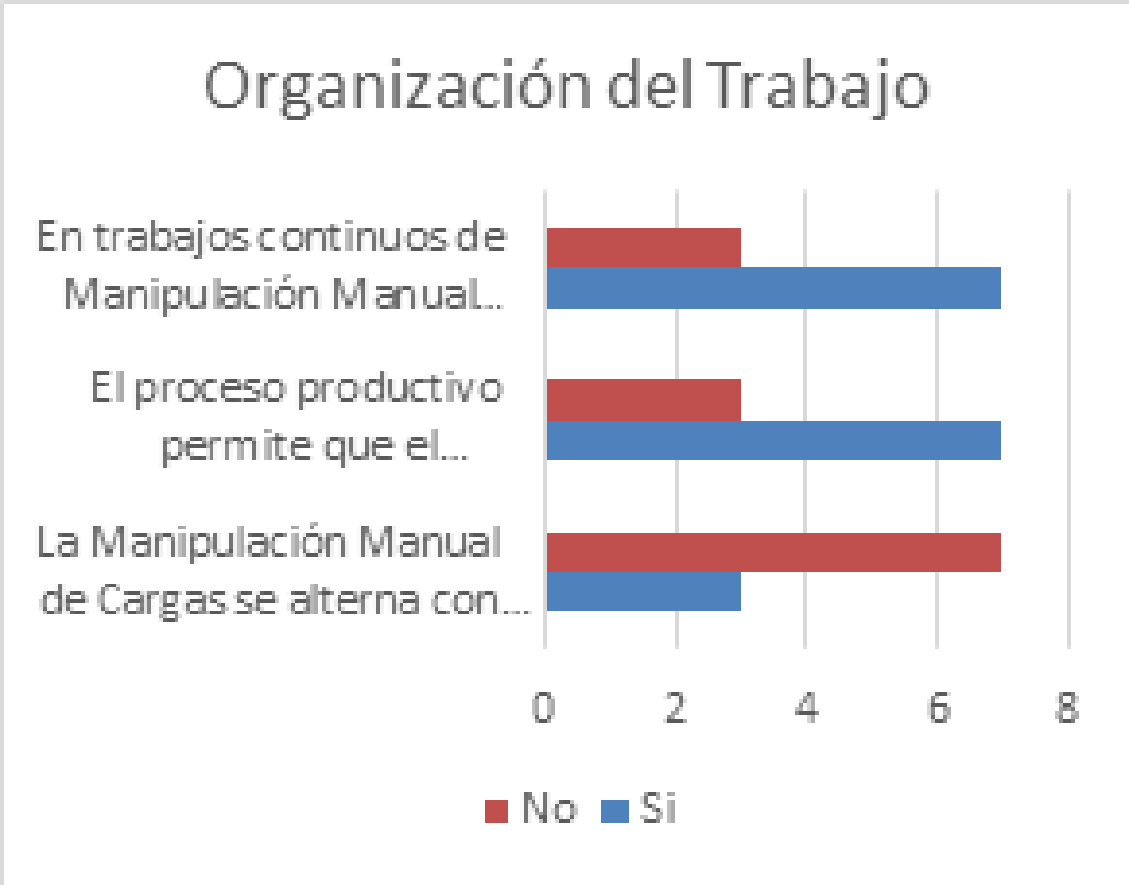 Organización del Trabajo
En trabajos continuos de
Manipulación Manual...
El proceso productivo
permite que el...
La Manipulación Manual
de Cargas se alterna con...
0 2 4 6 8
No Si